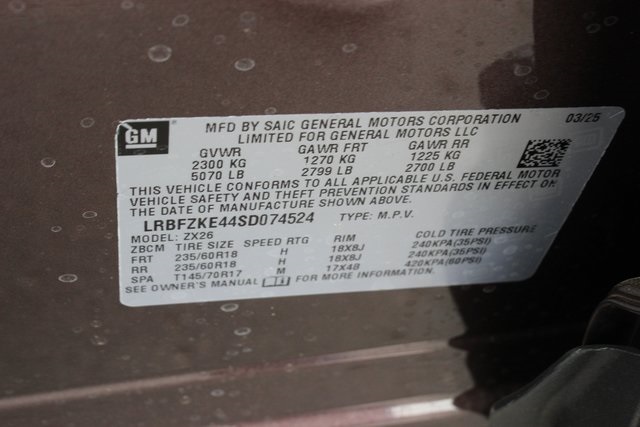 GM
MFD BY SAIC GENERAL MOTORS CORPORATION 03/25
LIMITED FOR GENERAL MOTORS LLC
GVWR GAWR FRT GAWR RR
2300 KG 1270 KG 1225 KG
5070 LB 2799 LB 2700 LB
THIS VEHICLE CONFORMS TO ALL APPLICABLE U.S. FEDERAL MOTOR
VEHICLE SAFETY AND THEFT PREVENTION STANDARDS IN EFFECT ON
THE DATE OF MANUFACTURE SHOWN ABOVE.
LRBFZKE44SD074524 TYPE: M.P.V.
MODEL: ZX26
ZBCM TIRE SIZE SPEED RTG RIM COLD TIRE PRESSURE
FRT 235/60R18 H 18X8J 240KPA(35PSI)
RR 235/60R18 H 18X8J 240KPA(35PSI)
SPA T145/70R17 M 17X4B 420KPA(60PSI)
SEE OWNER'S MANUAL FOR MORE INFORMATION.